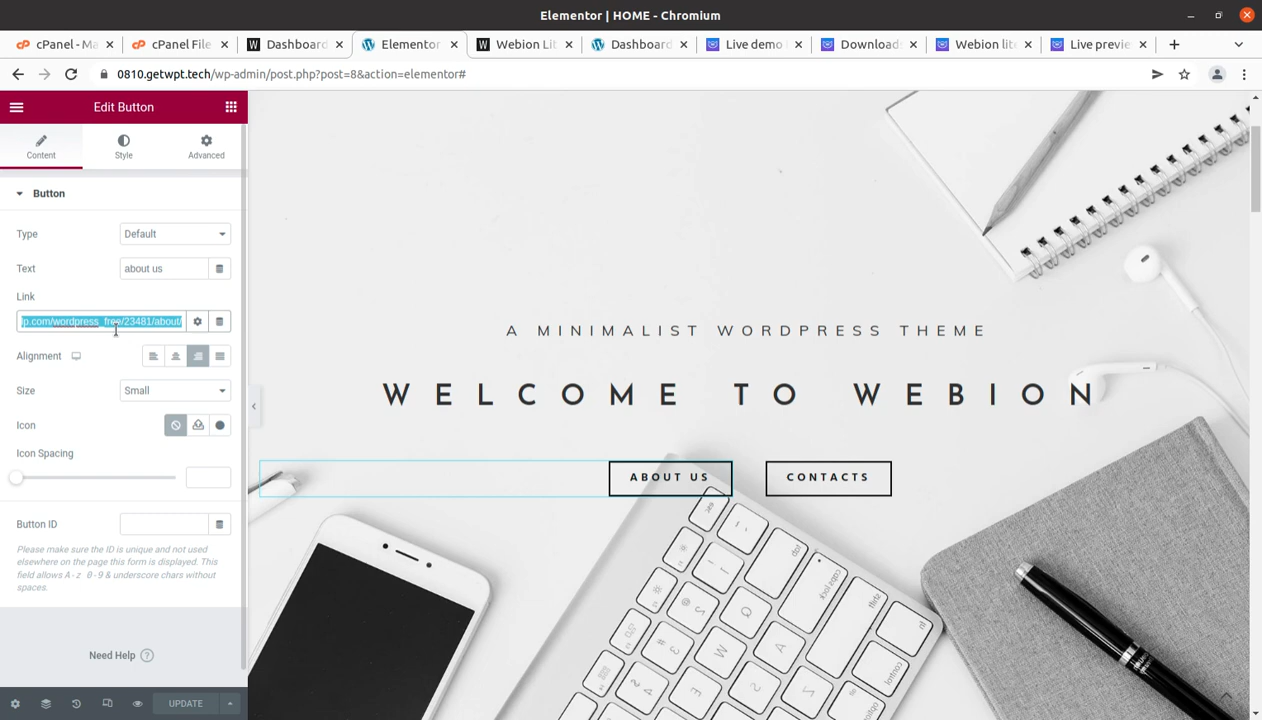 Elementor | HOME - Chromium
cPanel - Ma
cPanel File
Dashboard
Elementor
Webion Lit
Dashboard
Live demo
Download
Webion lite
Live previe
0810.getwpt.tech/wp-admin/post.php?post=8&action=elementor#
Edit Button
Content
Style
Advanced
Button
Type
Default
Text
about us
Link
p.com/wordpress_free/23481/about/
Alignment
Size
Small
Icon
Icon Spacing
Button ID
Please make sure the ID is unique and not used
elsewhere on the page this form is displayed. This
field allows A-z 0-9 & underscore chars without
spaces.
Need Help
UPDATE
A MINIMALIST WORDPRESS THEME
WELCOME TO WEBION
ABOUT US
CONTACTS